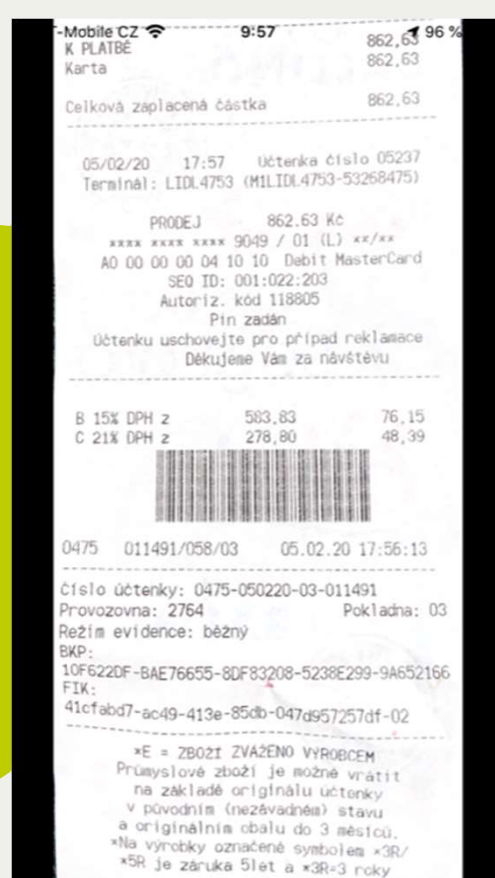 -Mobile CZ 9:57 96 %
K PLATBĚ 862,63
Karta 862,63
Celková zaplacená částka 862,63
05/02/20 17:57 Účtenka číslo 05237
Terminál: LIDL4753 (M1LIDL4753-53268475)
PRODEJ 862.63 Kč
xxxx xxxx xxxx 9049 / 01 (L) xx/xx
A0 00 00 00 04 10 10 Debit MasterCard
SEQ ID: 001:022:203
Autoriz. kód 118805
Pin zadán
Účtenku uschovejte pro případ reklamace
Děkujeme Vám za návštěvu
B 15% DPH z 583,83 76,15
C 21% DPH z 278,80 48,39
0475 011491/058/03 05.02.20 17:56:13
číslo účtenky: 0475-050220-03-011491
Provozovna: 2764 Pokladna: 03
Režim evidence: běžný
BKP:
10F622DF-BAE76655-8DF83208-5238E299-9A652166
FIK:
41cfabd7-ac49-413e-85db-047d957257df-02
*E = ZBOŽÍ ZVÁŽENO VÝROBCEM
Průmyslové zboží je možné vrátit
na základě originálu účtenky
v původním (nezávadném) stavu
a originálním obalu do 3 měsíců.
*Na výrobky označené symbolem *3R/
*5R je záruka 5let a *3R=3 roky